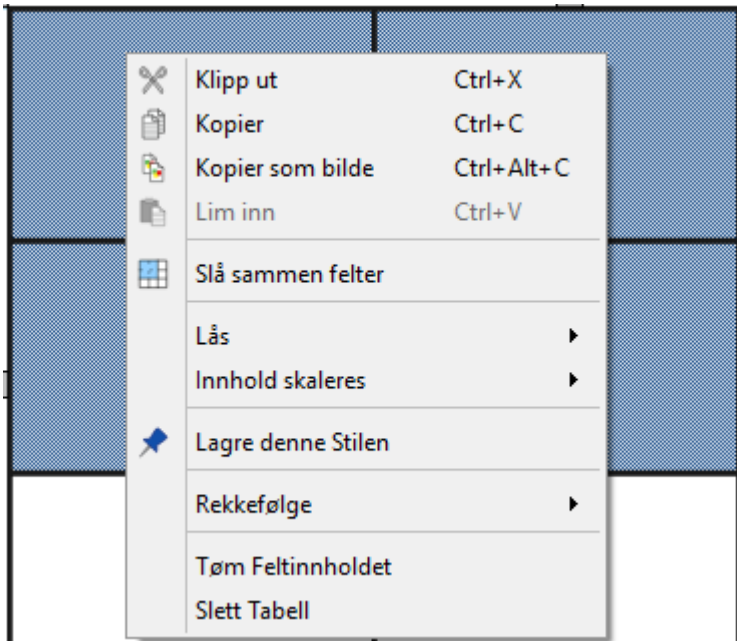 Klipp ut Ctrl+X
Kopier Ctrl+C
Kopier som bilde Ctrl+Alt+C
Lim inn Ctrl+V
Slå sammen felter
Lås
Innhold skaleres
Lagre denne Stilen
Rekkefølge
Tøm Feltinnholdet
Slett Tabell